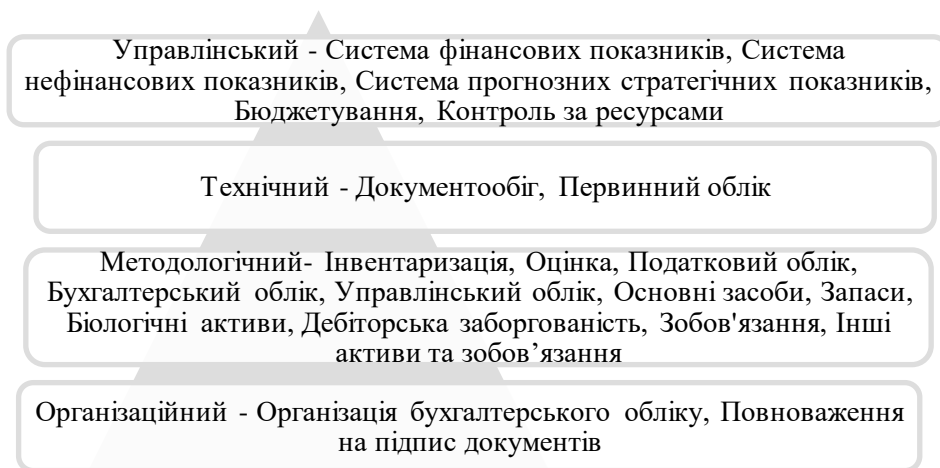 Управлінський - Система фінансових показників, Система
нефінансових показників, Система прогнозних стратегічних показників,
Бюджетування, Контроль за ресурсами
Технічний - Документообіг, Первинний облік
Методологічний- Інвентаризація, Оцінка, Податковий облік,
Бухгалтерський облік, Управлінський облік, Основні засоби, Запаси,
Біологічні активи, Дебіторська заборгованість, Зобов'язання, Інші
активи та зобов’язання
Організаційний - Організація бухгалтерського обліку, Повноваження
на підпис документів